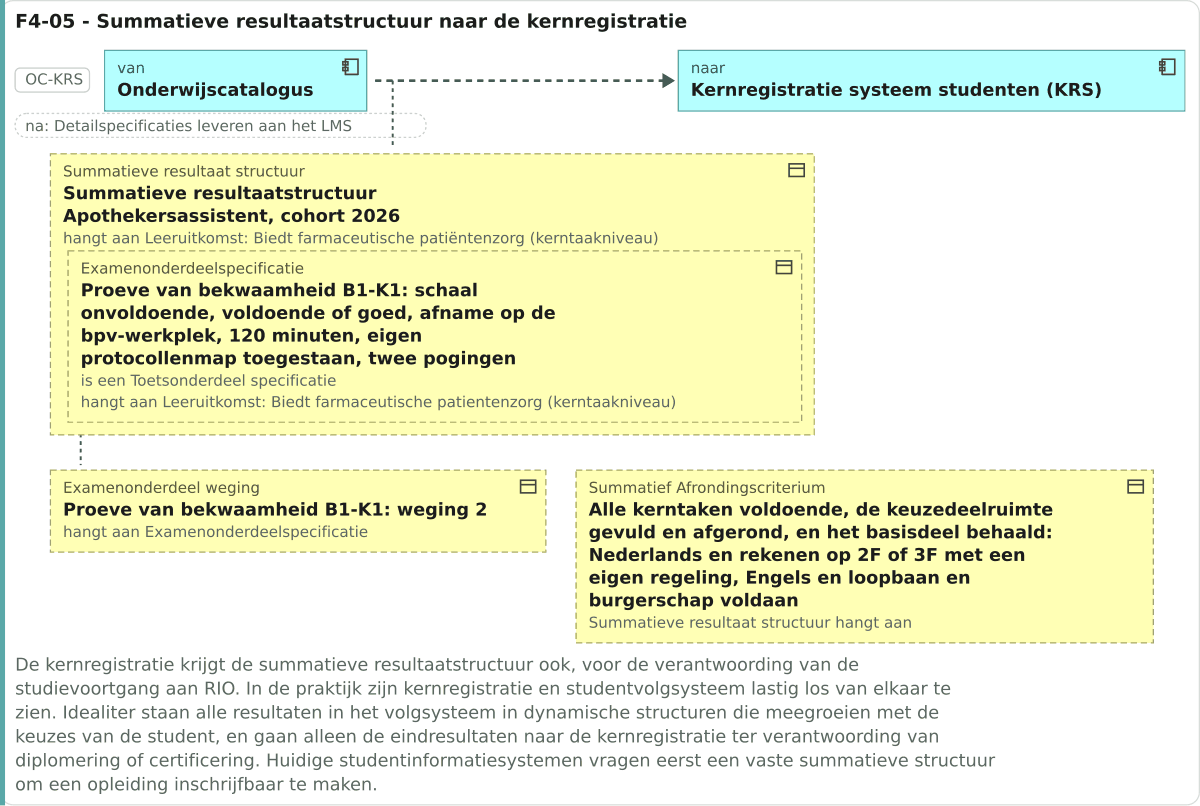 F4-05 - Summatieve resultaatstructuur naar de kernregistratie
OC-KRS
van
Onderwijscatalogus
naar
Kernregistratie systeem studenten (KRS)
na: Detailspecificaties leveren aan het LMS
Summatieve resultaat structuur
Summatieve resultaatstructuur
Apothekersassistent, cohort 2026
hangt aan Leeruitkomst: Biedt farmaceutische patiëntenzorg (kerntaakniveau)
Examenonderdeelspecificatie
Proeve van bekwaamheid B1-K1: schaal
onvoldoende, voldoende of goed, afname op de
bpv-werkplek, 120 minuten, eigen
protocollenmap toegestaan, twee pogingen
is een Toetsonderdeel specificatie
hangt aan Leeruitkomst: Biedt farmaceutische patientenzorg (kerntaakniveau)
Examenonderdeel weging
Proeve van bekwaamheid B1-K1: weging 2
hangt aan Examenonderdeelspecificatie
Summatief Afrondingscriterium
Alle kerntaken voldoende, de keuzedeelruimte
gevuld en afgerond, en het basisdeel behaald:
Nederlands en rekenen op 2F of 3F met een
eigen regeling, Engels en loopbaan en
burgerschap voldaan
Summatieve resultaat structuur hangt aan
De kernregistratie krijgt de summatieve resultaatstructuur ook, voor de verantwoording van de
studievoortgang aan RIO. In de praktijk zijn kernregistratie en studentvolgsysteem lastig los van elkaar te
zien. Idealiter staan alle resultaten in het volgsysteem in dynamische structuren die meegroeien met de
keuzes van de student, en gaan alleen de eindresultaten naar de kernregistratie ter verantwoording van
diplomering of certificering. Huidige studentinformatiesystemen vragen eerst een vaste summatieve structuur
om een opleiding inschrijfbaar te maken.